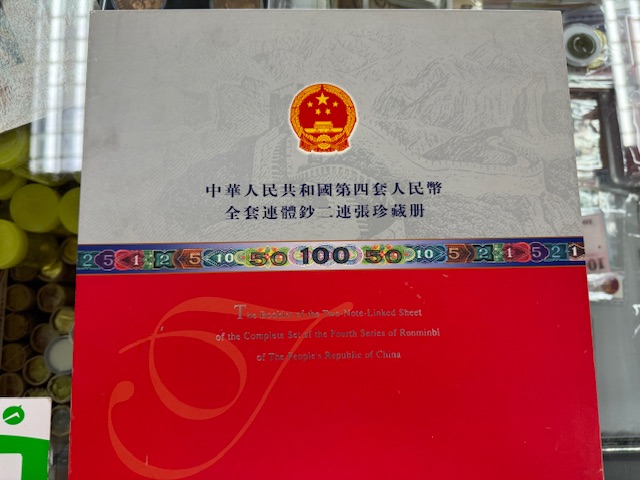 中華人民共和國第四套人民幣
全套連體鈔二連張珍藏册
2 5 1 2 5 10 50 100 50 10 5 2 1 5 2 1
The Booklet of the Two-Note-Linked Sheet
of the Complete Set of the Fourth Series of Renminbi
of The People's Republic of China